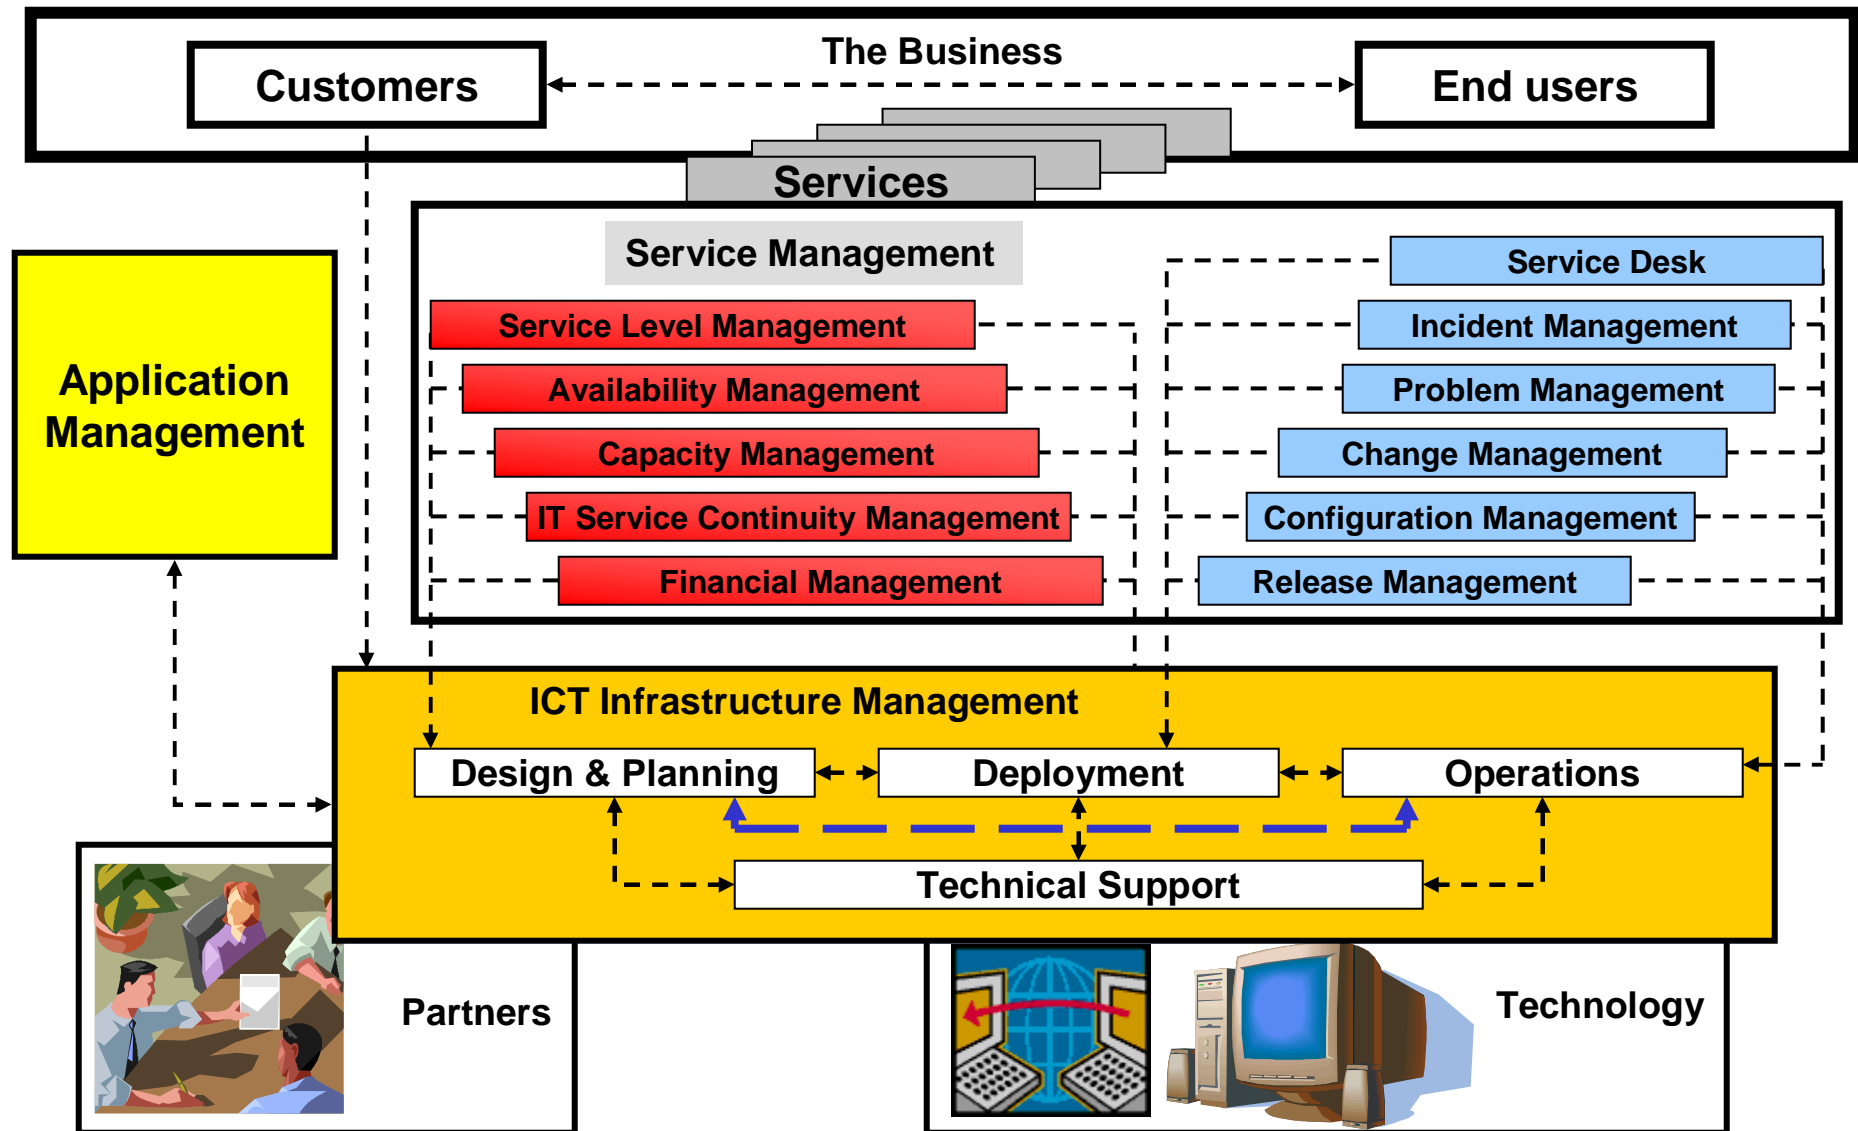 The Business
Customers
End users
Services
Service Management
Service Desk
Service Level Management
Incident Management
Application
Management
Availability Management
Problem Management
Capacity Management
Change Management
IT Service Continuity Management
Configuration Management
Financial Management
Release Management
ICT Infrastructure Management
Design & Planning
Deployment
Operations
Technical Support
Partners
Technology